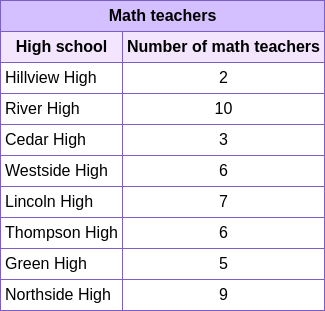 Math teachers
High school Number of math teachers
Hillview High 2
River High 10
Cedar High 3
Westside High 6
Lincoln High 7
Thompson High 6
Green High 5
Northside High 9